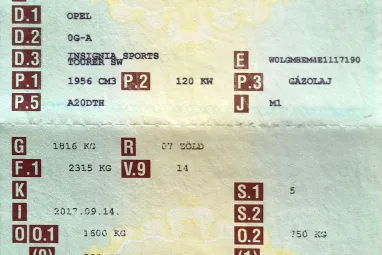 D.1 OPEL
D.2 0G-A
D.3 INSIGNIA SPORTS TOURER SW E W0LGM8EM4E1117190
P.1 1956 CM3 P.2 120 KW P.3 GÁZOLAJ
P.5 A20DTH J M1
G 1816 KG R 07 ZÖLD
F.1 2315 KG V.9 14
K S.1 5
I 2017.09.14. S.2
O O.1 1600 KG O.2 750 KG